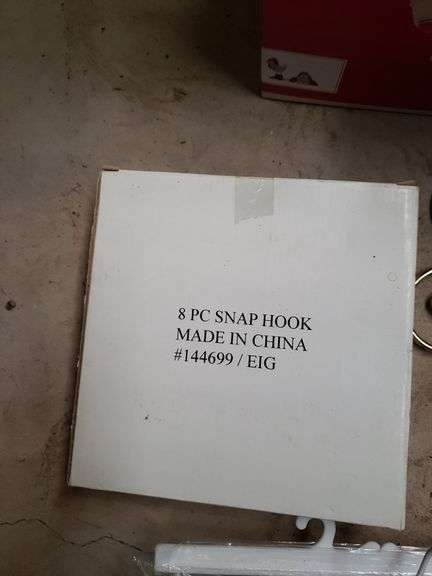 8 PC SNAP HOOK
MADE IN CHINA
#144699 / EIG